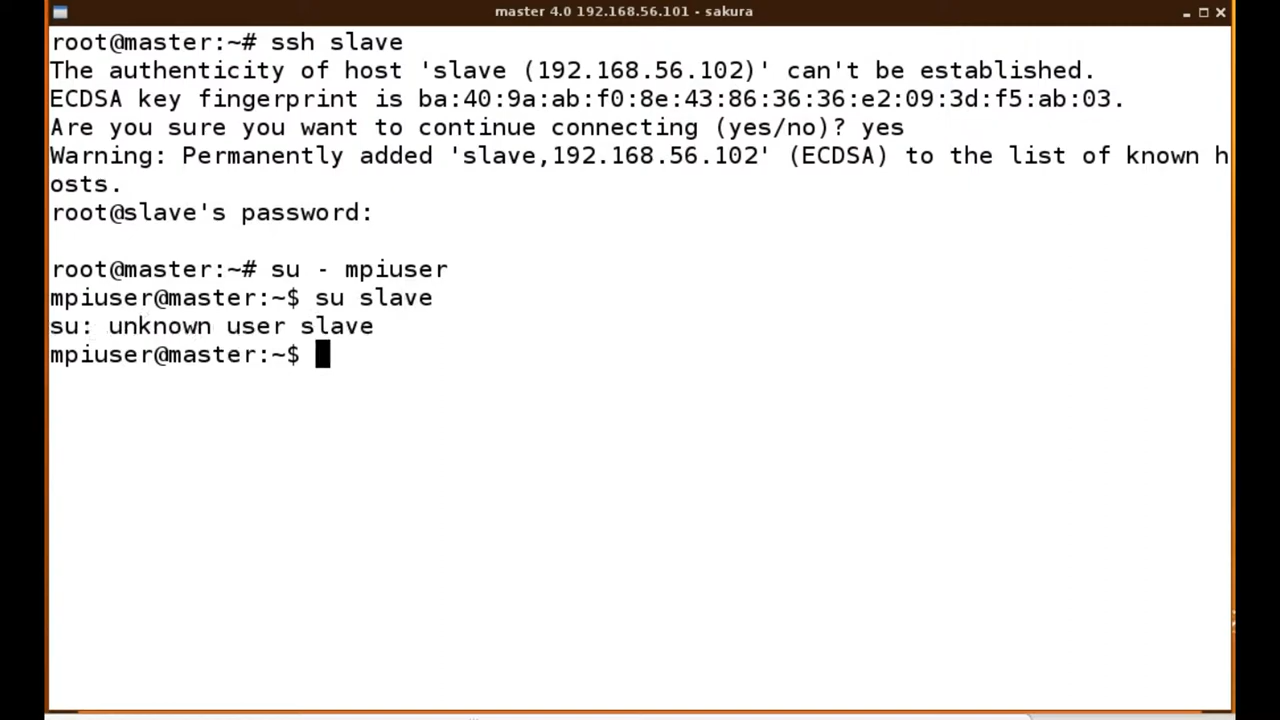 master 4.0 192.168.56.101 - sakura
root@master:~# ssh slave
The authenticity of host 'slave (192.168.56.102)' can't be established.
ECDSA key fingerprint is ba:40:9a:ab:f0:8e:43:86:36:36:e2:09:3d:f5:ab:03.
Are you sure you want to continue connecting (yes/no)? yes
Warning: Permanently added 'slave,192.168.56.102' (ECDSA) to the list of known h
osts.
root@slave's password:
root@master:~# su - mpiuser
mpiuser@master:~$ su slave
su: unknown user slave
mpiuser@master:~$